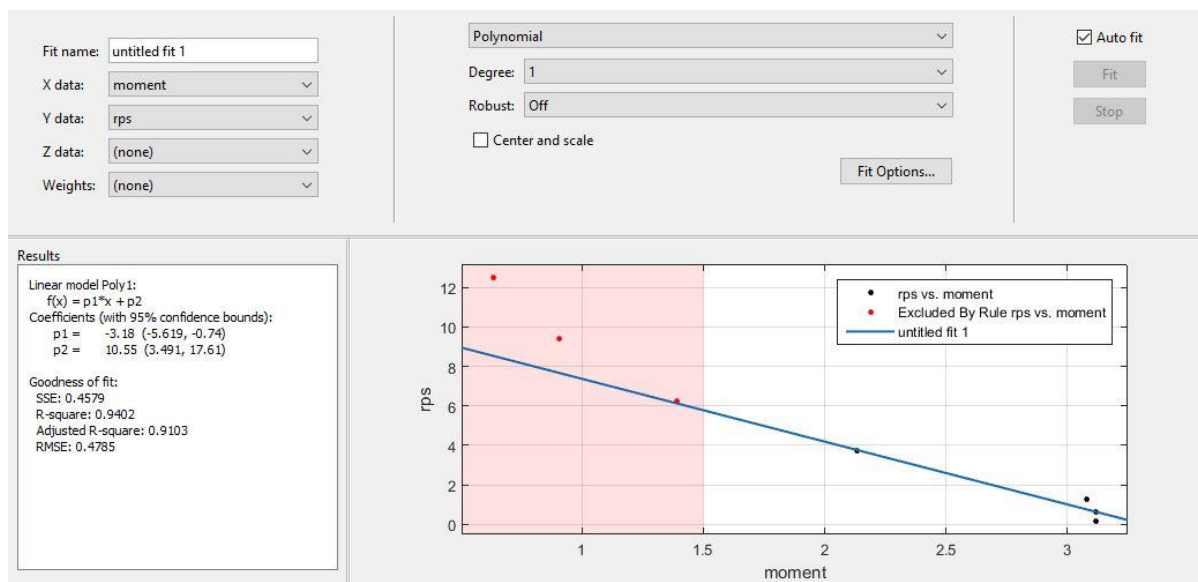 Fit name: untitled fit 1
X data: moment
Y data: rps
Z data: (none)
Weights: (none)
Polynomial
Degree: 1
Robust: Off
Center and scale
Fit Options...
Auto fit
Fit
Stop
Results
Linear model Poly1:
f(x) = p1*x + p2
Coefficients (with 95% confidence bounds):
p1 = -3.18 (-5.619, -0.74)
p2 = 10.55 (3.491, 17.61)
Goodness of fit:
SSE: 0.4579
R-square: 0.9402
Adjusted R-square: 0.9103
RMSE: 0.4785
rps vs. moment
Excluded By Rule rps vs. moment
untitled fit 1
12
10
8
6
4
2
0
rps
1
1.5
2
2.5
3
moment